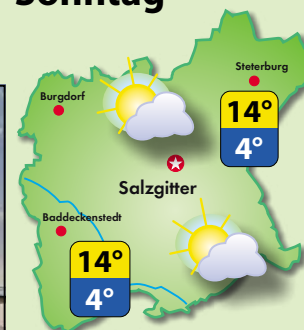 Sonntag
Steterburg
Burgdorf
14°
4°
Salzgitter
Baddeckenstedt
14°
4°